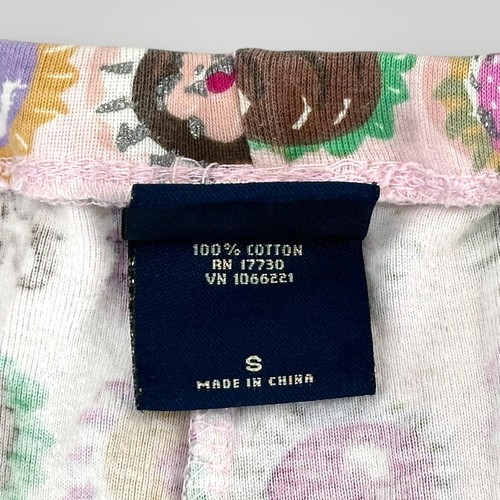 100% COTTON
RN 17730
VN 1066221
S
MADE IN CHINA